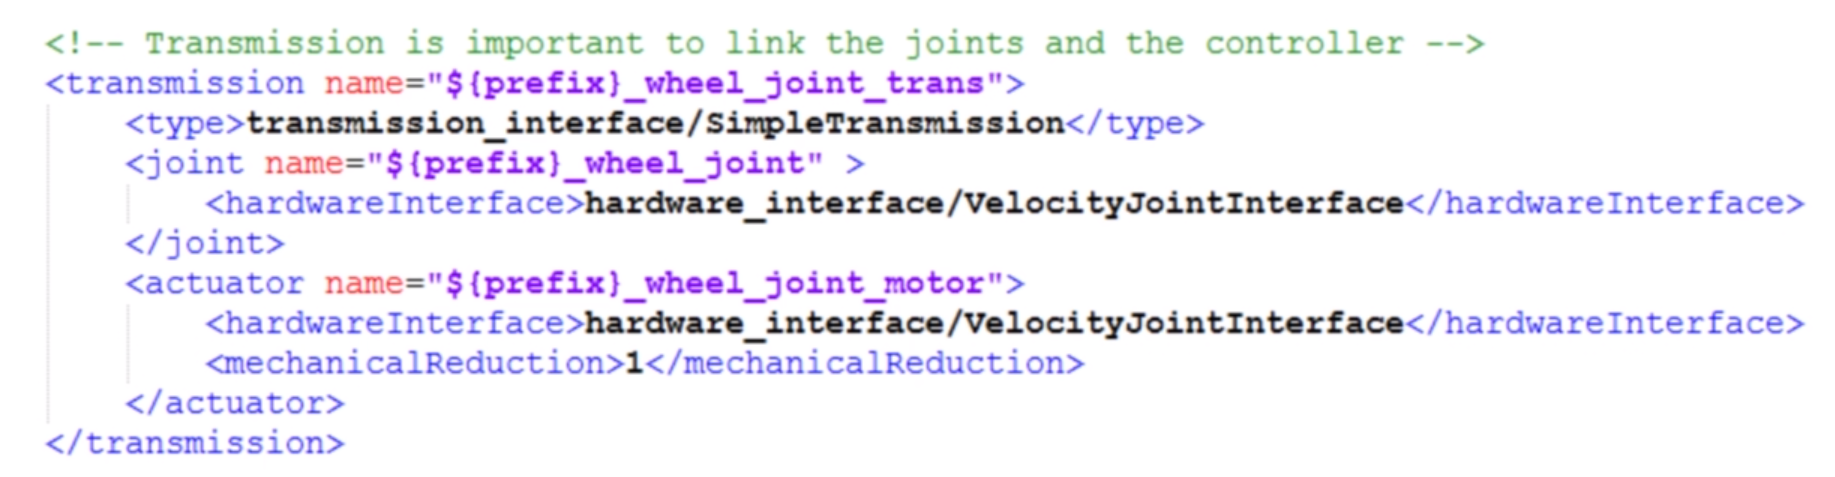 <!-- Transmission is important to link the joints and the controller -->
<transmission name="${prefix}_wheel_joint_trans">
<type>transmission_interface/SimpleTransmission</type>
<joint name="${prefix}_wheel_joint" >
<hardwareInterface>hardware_interface/VelocityJointInterface</hardwareInterface>
</joint>
<actuator name="${prefix}_wheel_joint_motor">
<hardwareInterface>hardware_interface/VelocityJointInterface</hardwareInterface>
<mechanicalReduction>1</mechanicalReduction>
</actuator>
</transmission>